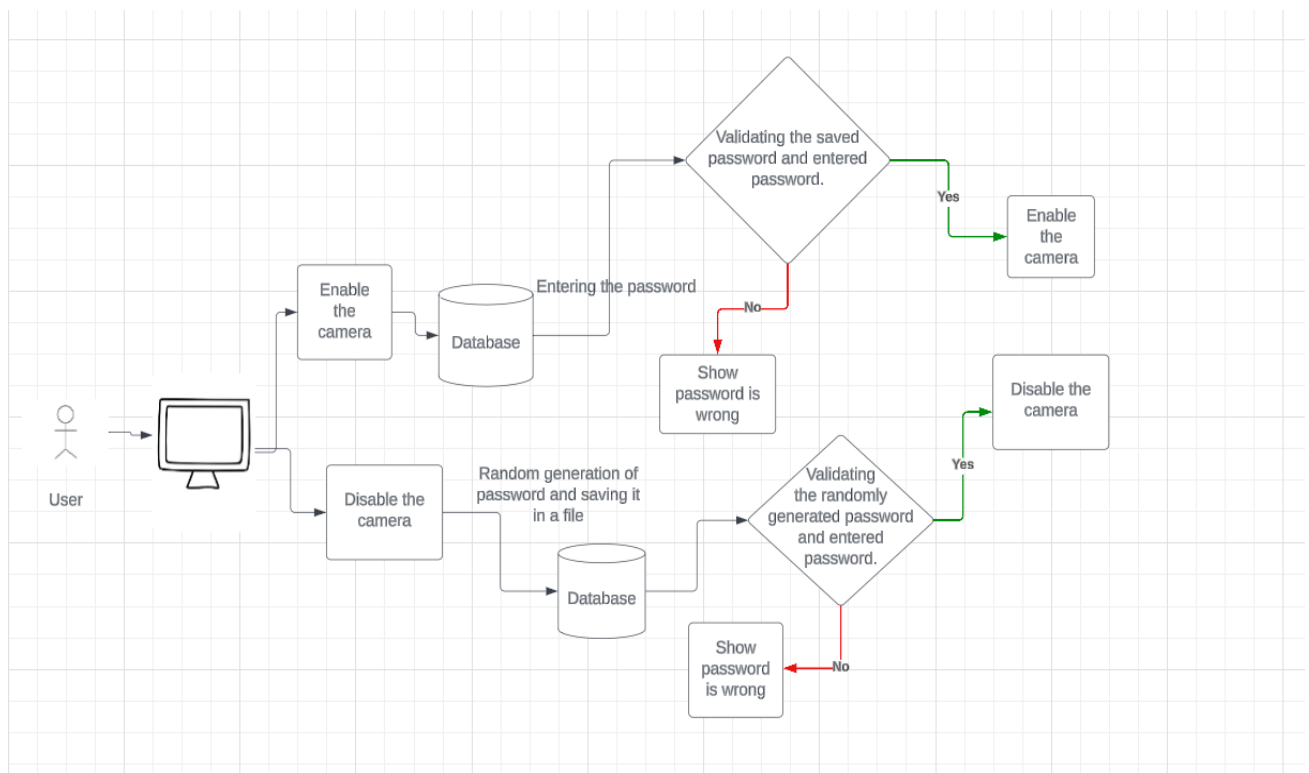 Validating the saved
password and entered
password.
Yes
Enable
the
camera
Enable
the
camera
Entering the password
No
Database
Show
password is
wrong
Disable the
camera
User
Disable the
camera
Random generation of
password and saving it
in a file
Validating
the randomly
generated password
and entered
password.
Yes
Database
Show
password
is wrong
No